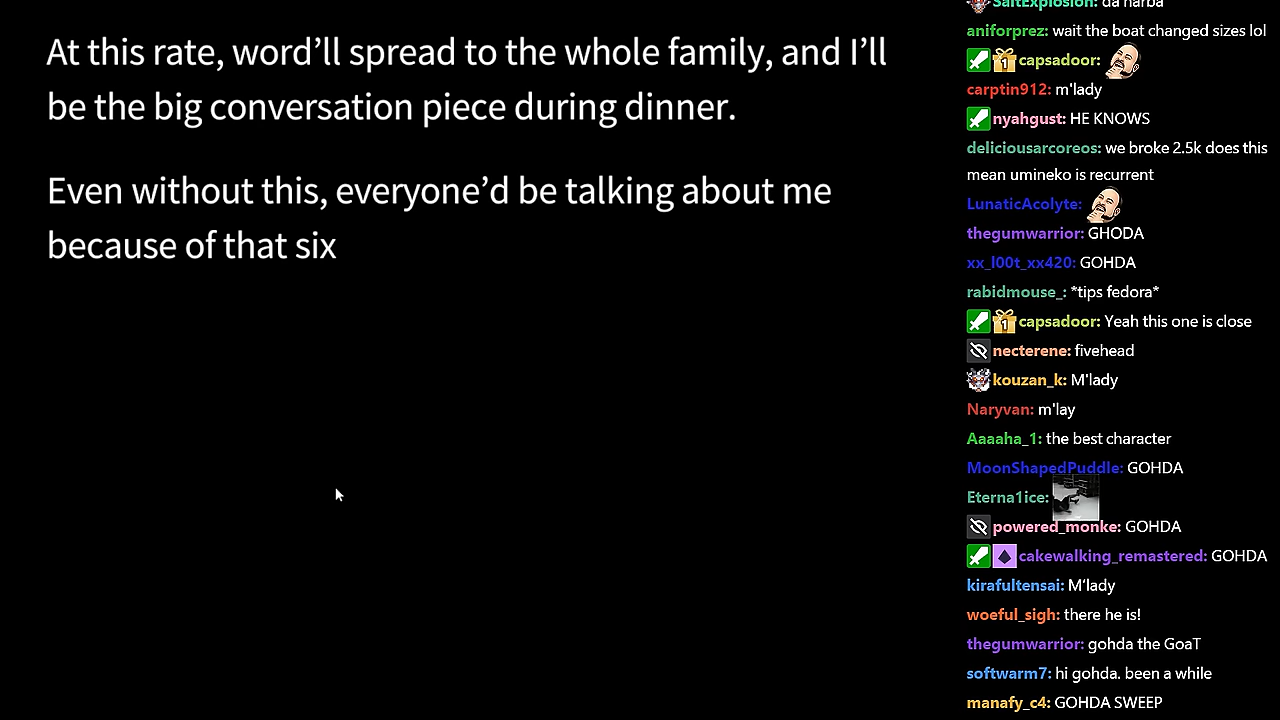 At this rate, word’ll spread to the whole family, and I’ll
be the big conversation piece during dinner.
Even without this, everyone’d be talking about me
because of that six
SaltExplosion: da harba
aniforprez: wait the boat changed sizes lol
1 capsadoor:
carptin912: m'lady
nyahgust: HE KNOWS
deliciousarcoreos: we broke 2.5k does this
mean umineko is recurrent
LunaticAcolyte:
thegumwarrior: GHODA
xx_l00t_xx420: GOHDA
rabidmouse_: *tips fedora*
1 capsadoor: Yeah this one is close
necterene: fivehead
kouzan_k: M'lady
Naryvan: m'lay
Aaaaha_1: the best character
MoonShapedPuddle: GOHDA
Eterna1ice:
powered_monke: GOHDA
cakewalking_remastered: GOHDA
kirafultensai: M’lady
woeful_sigh: there he is!
thegumwarrior: gohda the GoaT
softwarm7: hi gohda. been a while
manafy_c4: GOHDA SWEEP